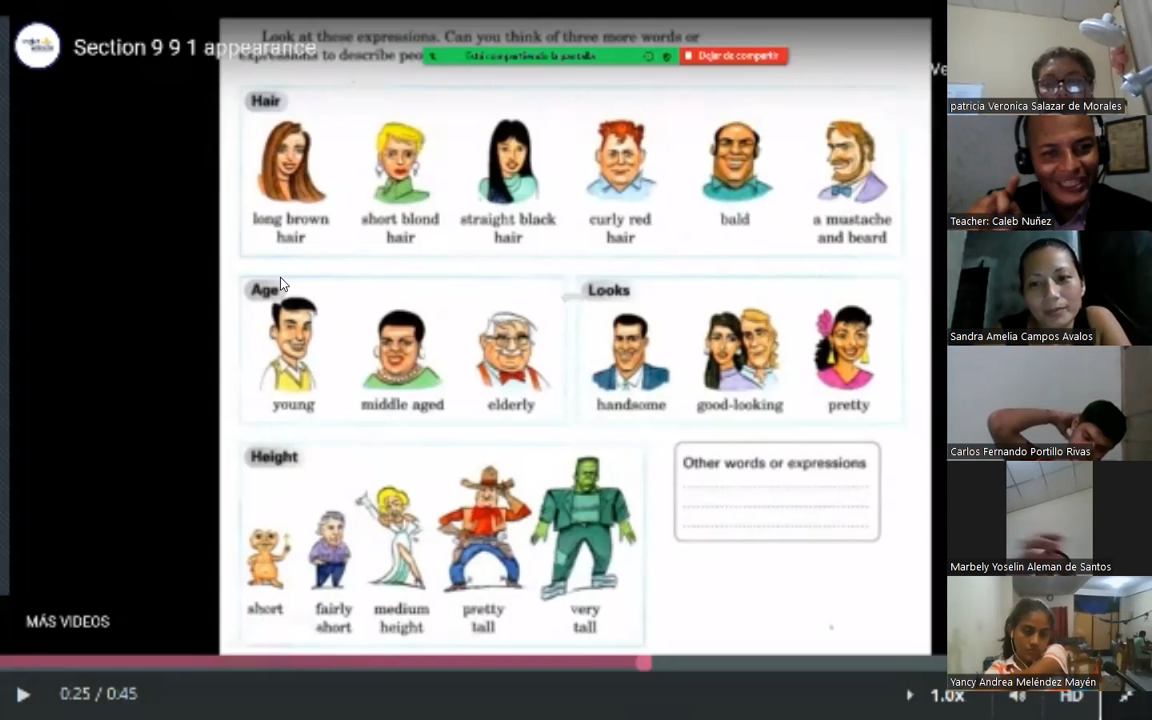 Section 9 9 1 appearance
Look at these expressions. Can you think of three more words or
expressions to describe peo
Está compartiendo la pantalla
Dejar de compartir
Hair
long brown hair
short blond hair
straight black hair
curly red hair
bald
a mustache and beard
Age
young
middle aged
elderly
Looks
handsome
good-looking
pretty
Height
short
fairly short
medium height
pretty tall
very tall
Other words or expressions
MÁS VIDEOS
0:25 / 0:45
1.0x
HD
patricia Veronica Salazar de Morales
Teacher: Caleb Nuñez
Sandra Amelia Campos Avalos
Carlos Fernando Portillo Rivas
Marbely Yoselin Aleman de Santos
Yancy Andrea Meléndez Mayén